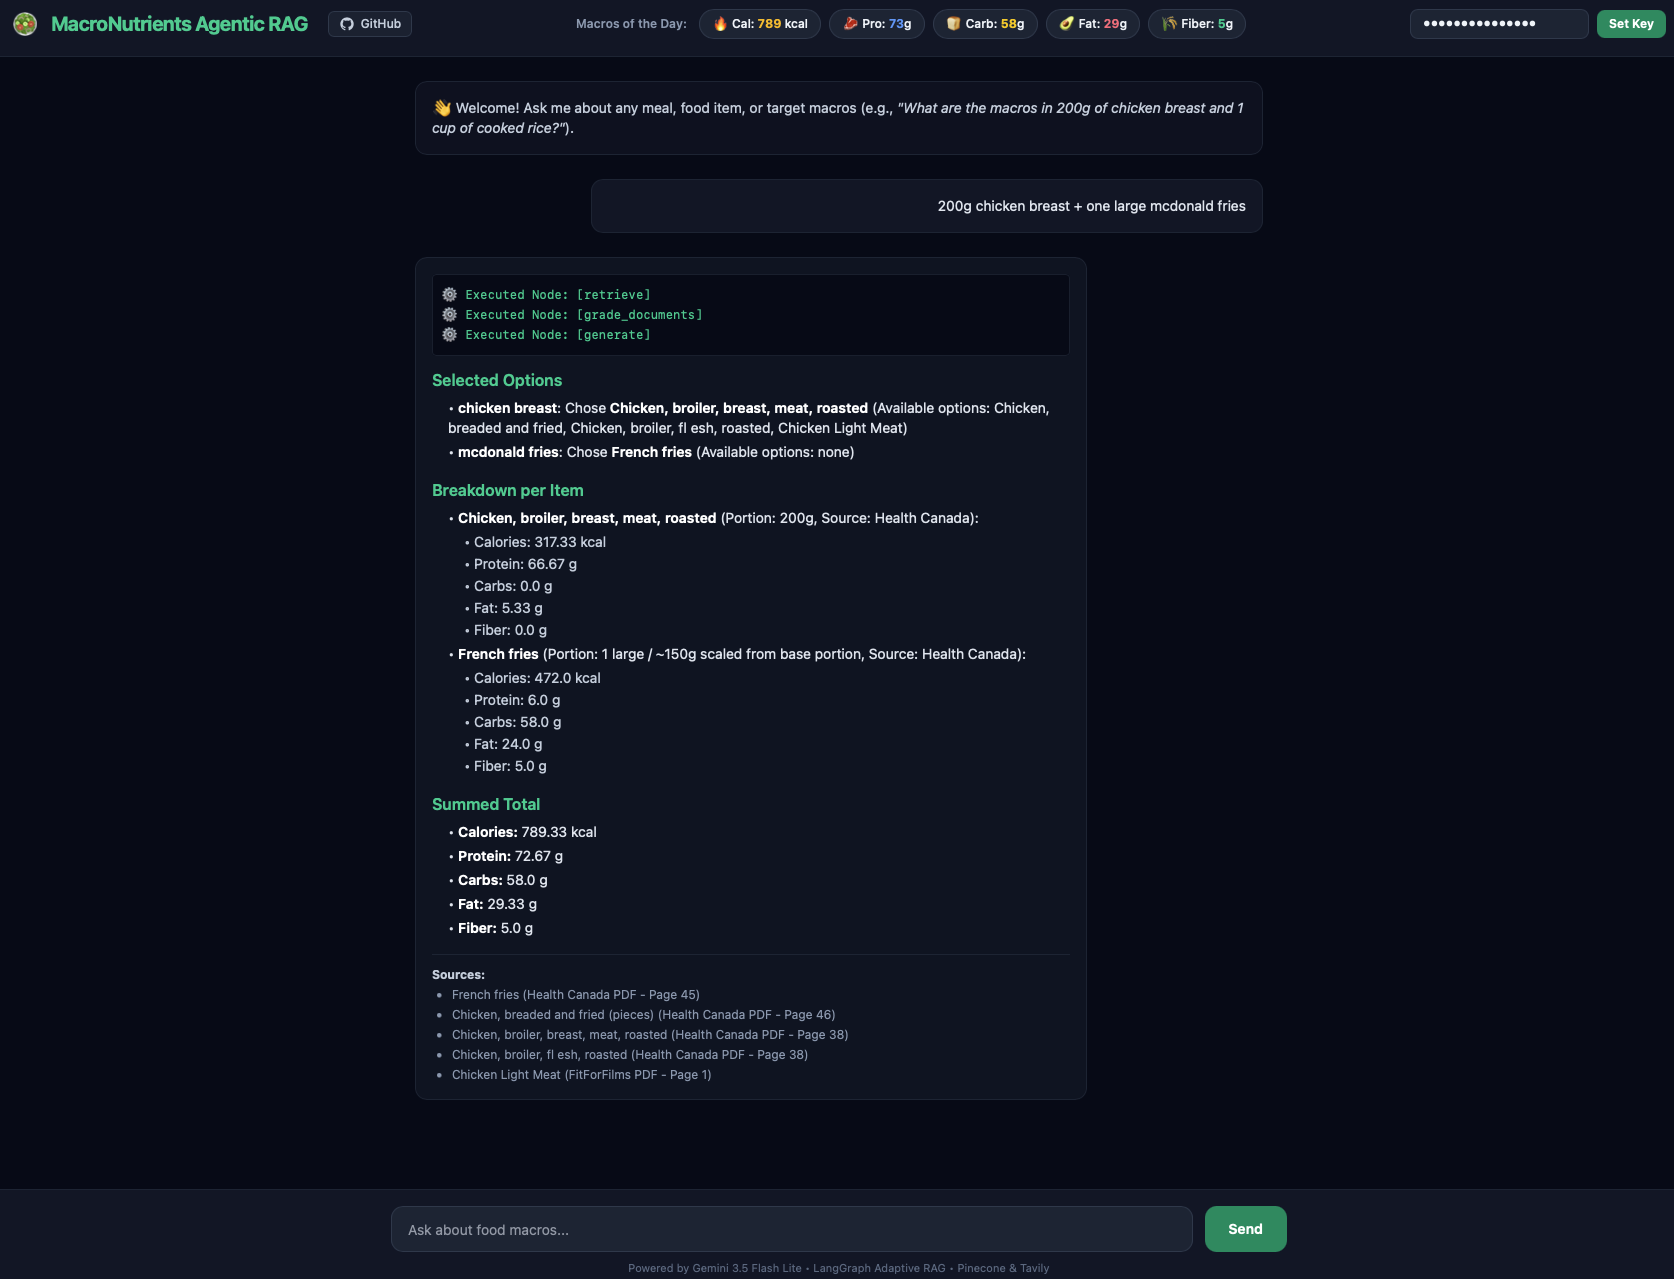 MacroNutrients Agentic RAG
GitHub
Macros of the Day:
Cal: 789 kcal
Pro: 73g
Carb: 58g
Fat: 29g
Fiber: 5g
Set Key
👋 Welcome! Ask me about any meal, food item, or target macros (e.g., "What are the macros in 200g of chicken breast and 1
cup of cooked rice?").
200g chicken breast + one large mcdonald fries
Executed Node: [retrieve]
Executed Node: [grade_documents]
Executed Node: [generate]
Selected Options
• chicken breast: Chose Chicken, broiler, breast, meat, roasted (Available options: Chicken,
breaded and fried, Chicken, broiler, fl esh, roasted, Chicken Light Meat)
• mcdonald fries: Chose French fries (Available options: none)
Breakdown per Item
• Chicken, broiler, breast, meat, roasted (Portion: 200g, Source: Health Canada):
• Calories: 317.33 kcal
• Protein: 66.67 g
• Carbs: 0.0 g
• Fat: 5.33 g
• Fiber: 0.0 g
• French fries (Portion: 1 large / ~150g scaled from base portion, Source: Health Canada):
• Calories: 472.0 kcal
• Protein: 6.0 g
• Carbs: 58.0 g
• Fat: 24.0 g
• Fiber: 5.0 g
Summed Total
• Calories: 789.33 kcal
• Protein: 72.67 g
• Carbs: 58.0 g
• Fat: 29.33 g
• Fiber: 5.0 g
Sources:
• French fries (Health Canada PDF - Page 45)
• Chicken, breaded and fried (pieces) (Health Canada PDF - Page 46)
• Chicken, broiler, breast, meat, roasted (Health Canada PDF - Page 38)
• Chicken, broiler, fl esh, roasted (Health Canada PDF - Page 38)
• Chicken Light Meat (FitForFilms PDF - Page 1)
Ask about food macros...
Send
Powered by Gemini 3.5 Flash Lite • LangGraph Adaptive RAG • Pinecone & Tavily